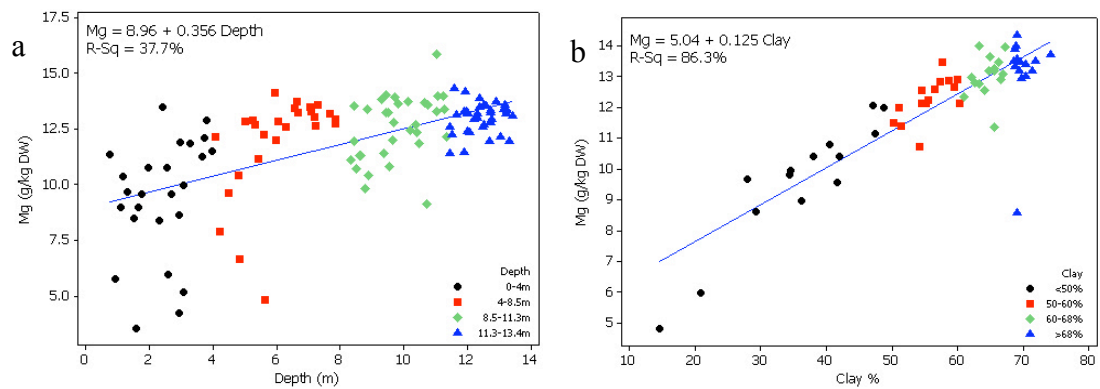 a
Mg = 8.96 + 0.356 Depth
R-Sq = 37.7%
Mg (g/kg DW)
17.5
15.0
12.5
10.0
7.5
5.0
0 2 4 6 8 10 12 14
Depth (m)
Depth
0-4m
4-8.5m
8.5-11.3m
11.3-13.4m
b
Mg = 5.04 + 0.125 Clay
R-Sq = 86.3%
Mg (g/kg DW)
14
13
12
11
10
9
8
7
6
5
10 20 30 40 50 60 70 80
Clay %
Clay
<50%
50-60%
60-68%
>68%